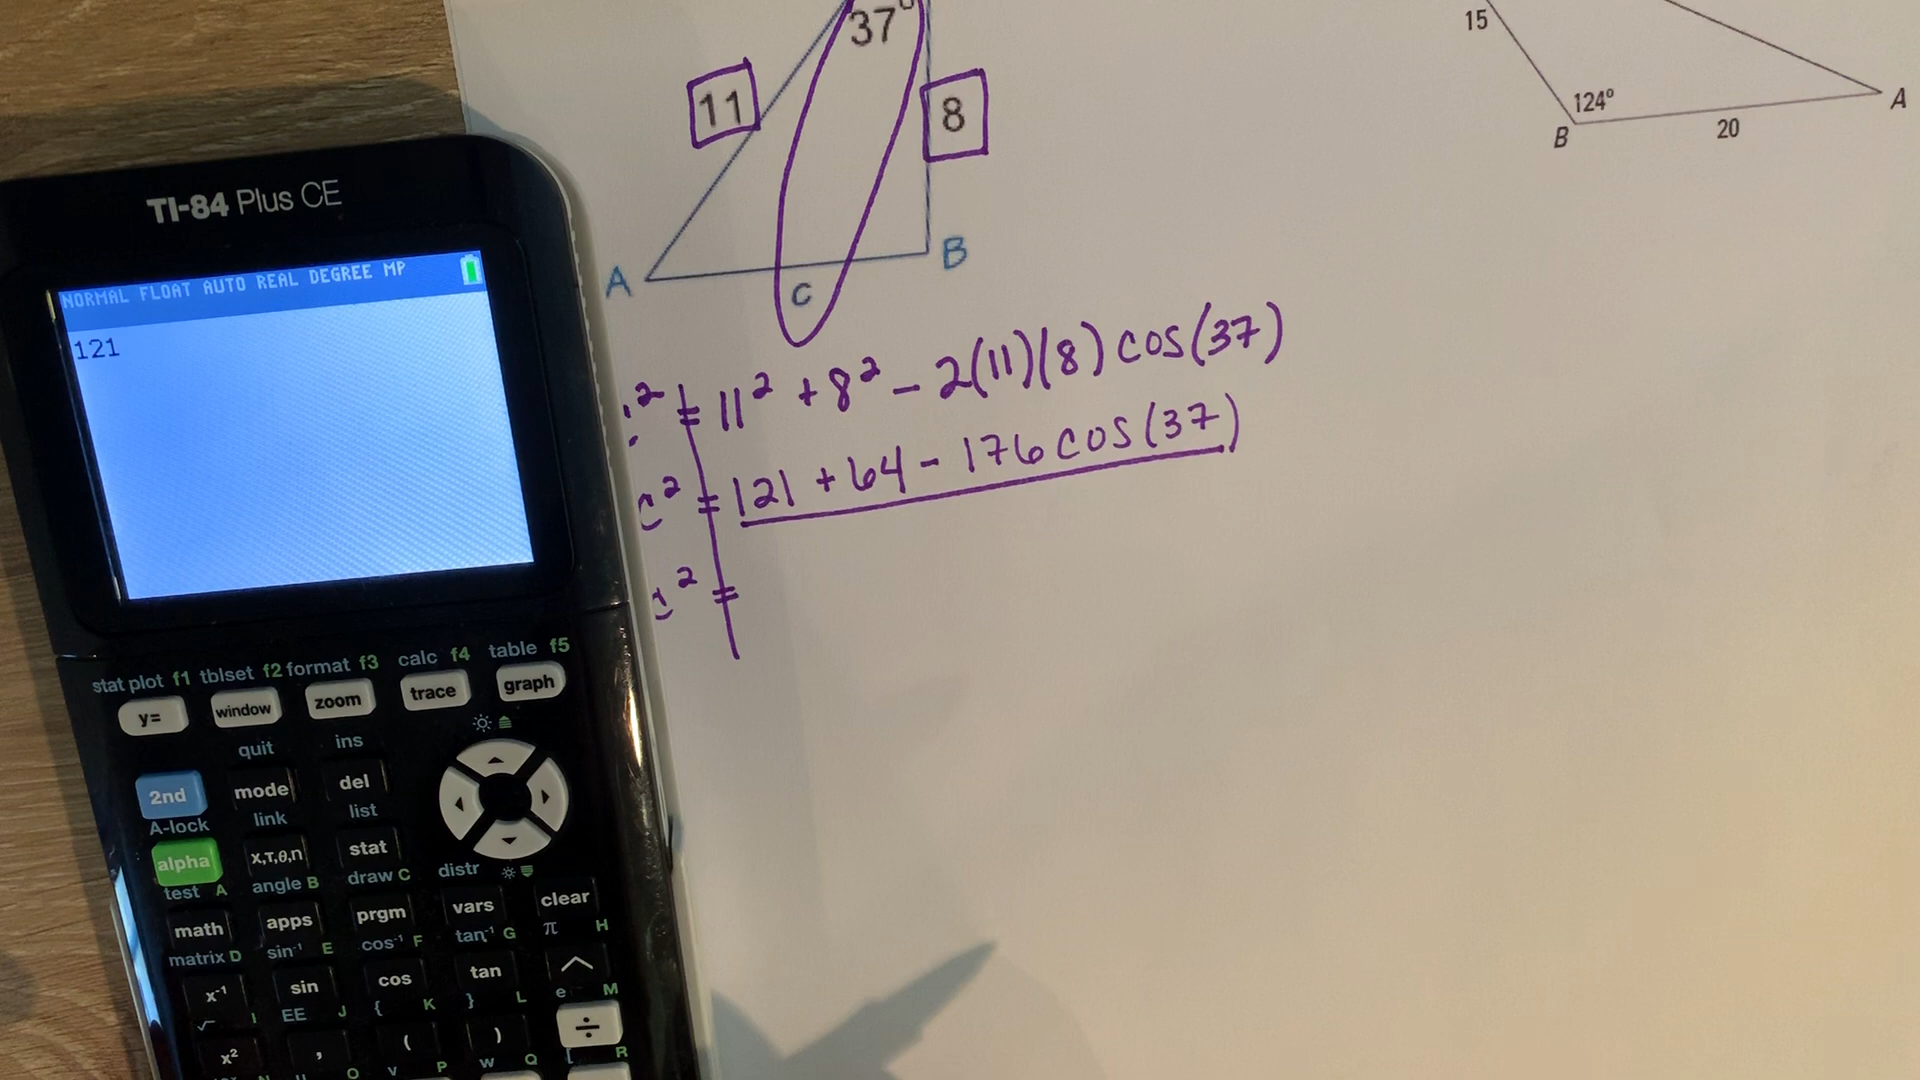 37°
11
8
A
B
c
15
124°
B
20
A
TI-84 Plus CE
NORMAL FLOAT AUTO REAL DEGREE MP
121
² = 11² + 8² - 2(11)(8) cos(37)
c² = 121 + 64 - 176 cos(37)
c² =
stat plot f1 tblset f2 format f3 calc f4 table f5
y= window zoom trace graph
quit ins
2nd mode del
A-lock link list
alpha X,T,θ,n stat
test A angle B draw C distr
math apps prgm vars clear
matrix D sin⁻¹ E cos⁻¹ F tan⁻¹ G π H
x⁻¹ sin cos tan ^
√ I EE J { K } L e M
x² , ( ) ÷
O V P W Q [ R